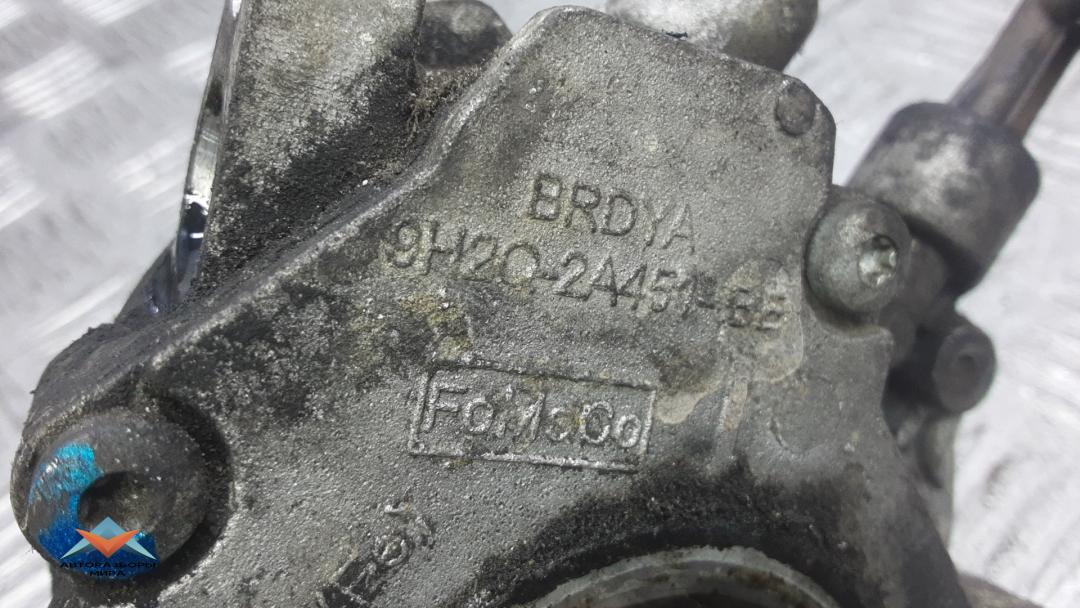 BRDYA
9H2Q-2A451-BE
FoMoCo
АВТОРАЗБОРЫ
МИРА